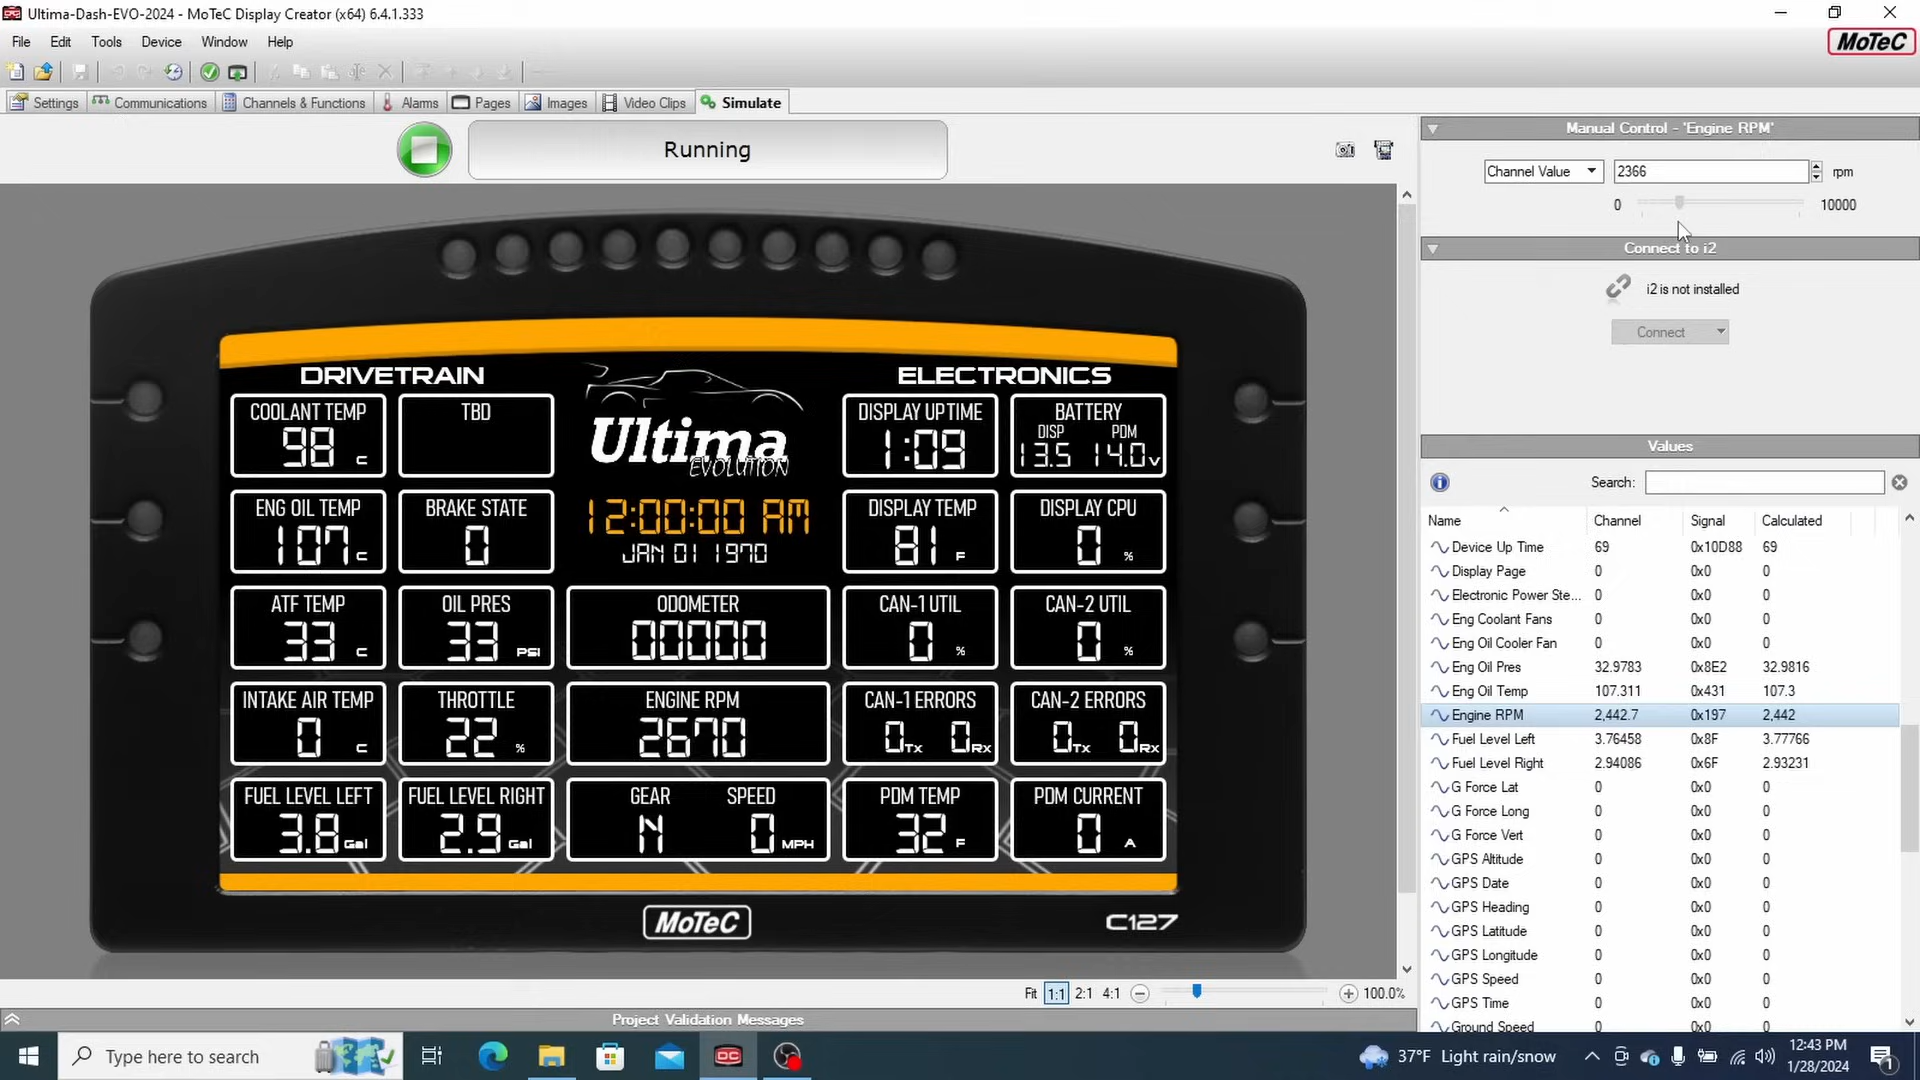 Ultima-Dash-EVO-2024 - MoTeC Display Creator (x64) 6.4.1.333
File Edit Tools Device Window Help
MoTeC
Settings Communications Channels & Functions Alarms Pages Images Video Clips Simulate
Running
Manual Control - 'Engine RPM'
Channel Value 2366 rpm
0 10000
Connect to i2
i2 is not installed
Connect
DRIVETRAIN
COOLANT TEMP
98 C
TBD
ENG OIL TEMP
107 C
BRAKE STATE
0
ATF TEMP
33 C
OIL PRES
33 PSI
INTAKE AIR TEMP
0 C
THROTTLE
22 %
FUEL LEVEL LEFT
3.8 Gal
FUEL LEVEL RIGHT
2.9 Gal
Ultima
EVOLUTION
12:00:00 AM
JAN 01 1970
ODOMETER
00000
ENGINE RPM
2670
GEAR SPEED
N 0 MPH
ELECTRONICS
DISPLAY UPTIME
1:09
BATTERY
DISP PDM
13.5 14.0 V
DISPLAY TEMP
81 F
DISPLAY CPU
0 %
CAN-1 UTIL
0 %
CAN-2 UTIL
0 %
CAN-1 ERRORS
0Tx 0Rx
CAN-2 ERRORS
0Tx 0Rx
PDM TEMP
32 F
PDM CURRENT
0 A
MoTeC
C127
Values
Search:
Name Channel Signal Calculated
Device Up Time 69 0x10D88 69
Display Page 0 0x0 0
Electronic Power Ste... 0 0x0 0
Eng Coolant Fans 0 0x0 0
Eng Oil Cooler Fan 0 0x0 0
Eng Oil Pres 32.9783 0x8E2 32.9816
Eng Oil Temp 107.311 0x431 107.3
Engine RPM 2,442.7 0x197 2,442
Fuel Level Left 3.76458 0x8F 3.77766
Fuel Level Right 2.94086 0x6F 2.93231
G Force Lat 0 0x0 0
G Force Long 0 0x0 0
G Force Vert 0 0x0 0
GPS Altitude 0 0x0 0
GPS Date 0 0x0 0
GPS Heading 0 0x0 0
GPS Latitude 0 0x0 0
GPS Longitude 0 0x0 0
GPS Speed 0 0x0 0
GPS Time 0 0x0 0
Ground Speed 0 0x0 0
Fit 1:1 2:1 4:1 100.0%
Project Validation Messages
Type here to search
DC
37°F Light rain/snow
12:43 PM
1/28/2024
1